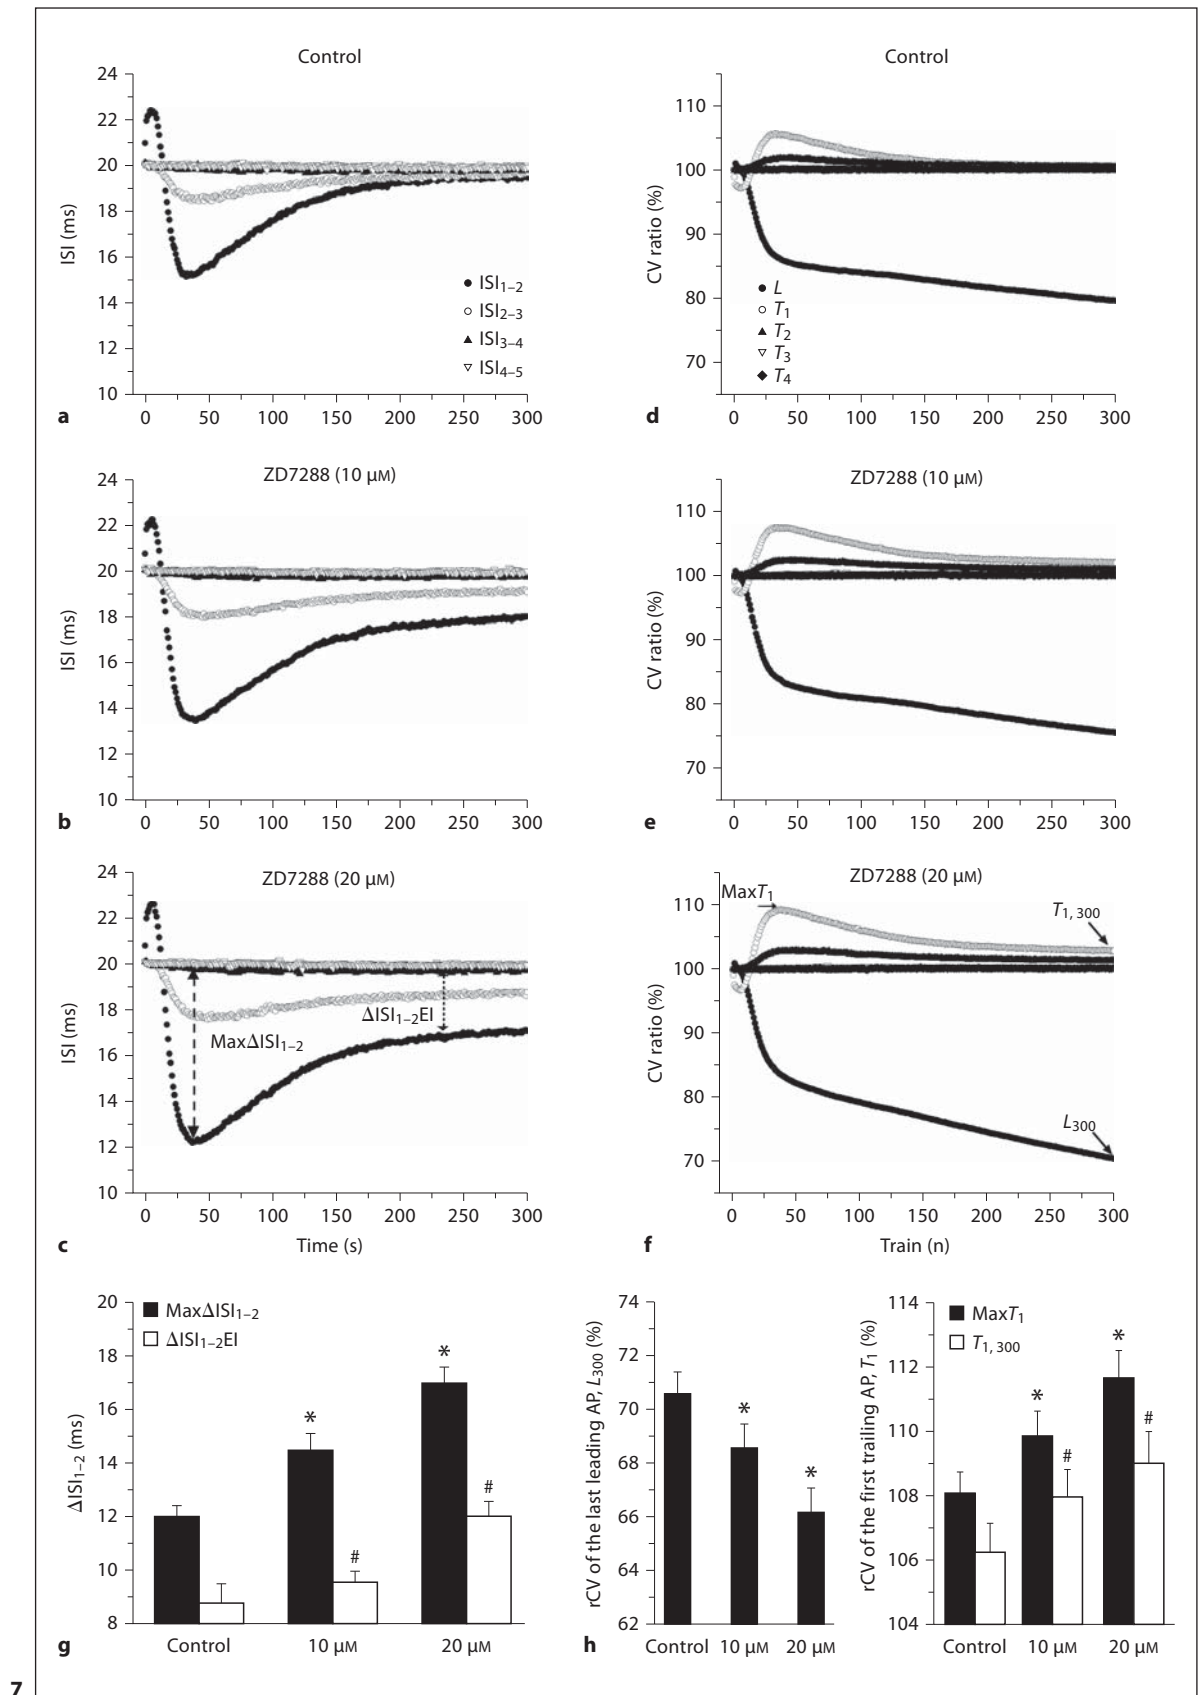 Control
24
22
20
18
16
14
12
10
ISI (ms)
ISI1–2
ISI2–3
ISI3–4
ISI4–5
0 50 100 150 200 250 300
a
Control
110
100
90
80
70
CV ratio (%)
L
T1
T2
T3
T4
0 50 100 150 200 250 300
d
ZD7288 (10 μM)
24
22
20
18
16
14
12
10
ISI (ms)
0 50 100 150 200 250 300
b
ZD7288 (10 μM)
110
100
90
80
70
CV ratio (%)
0 50 100 150 200 250 300
e
ZD7288 (20 μM)
24
22
20
18
16
14
12
10
ISI (ms)
MaxΔISI1–2
ΔISI1–2EI
0 50 100 150 200 250 300
c
Time (s)
ZD7288 (20 μM)
110
100
90
80
70
CV ratio (%)
MaxT1
T1, 300
L300
0 50 100 150 200 250 300
f
Train (n)
20
18
16
14
12
10
8
ΔISI1–2 (ms)
MaxΔISI1–2
ΔISI1–2EI
*
*
#
#
Control 10 μM 20 μM
g
74
72
70
68
66
64
62
rCV of the last leading AP, L300 (%)
*
*
Control 10 μM 20 μM
h
114
112
110
108
106
104
rCV of the first trailing AP, T1 (%)
MaxT1
T1, 300
*
*
#
#
Control 10 μM 20 μM
7